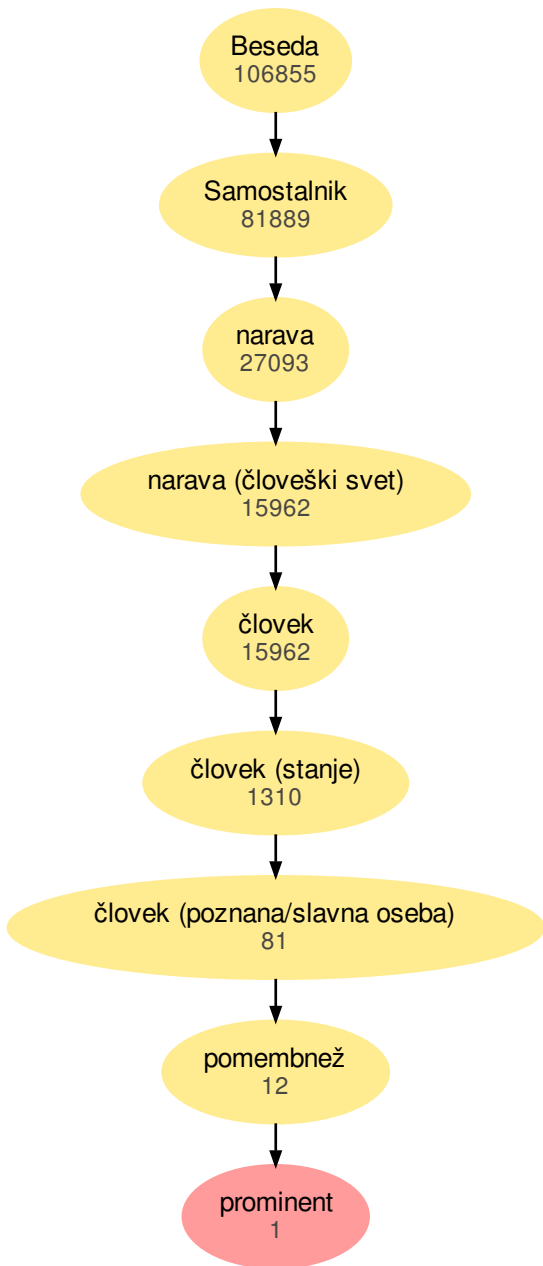 Beseda
106855
Samostalnik
81889
narava
27093
narava (človeški svet)
15962
človek
15962
človek (stanje)
1310
človek (poznana/slavna oseba)
81
pomembnež
12
prominent
1